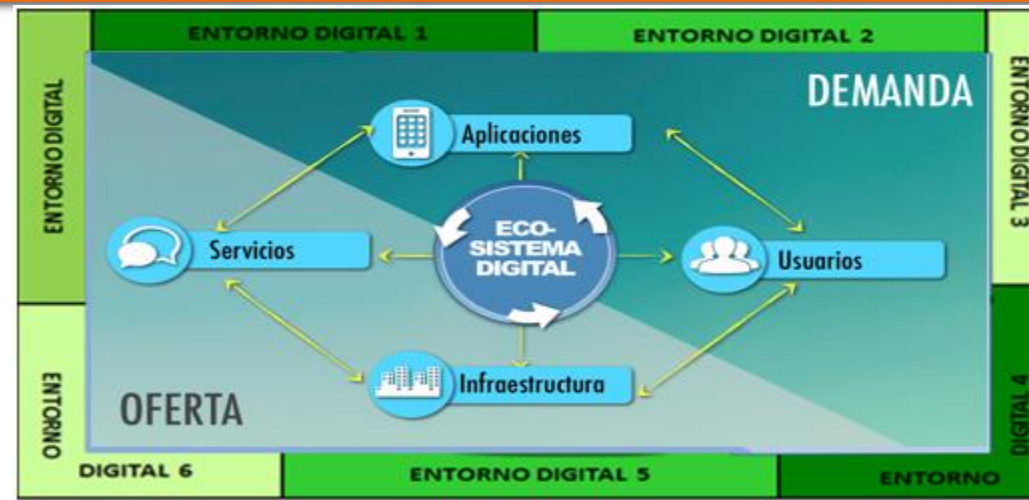 ENTORNO DIGITAL 1
ENTORNO DIGITAL 2
ENTORNO DIGITAL 3
ENTORNO DIGITAL
DEMANDA
Aplicaciones
ECO-
SISTEMA
DIGITAL
Servicios
Usuarios
Infraestructura
OFERTA
ENTORNO
DIGITAL 4
ENTORNO
DIGITAL 6
ENTORNO DIGITAL 5